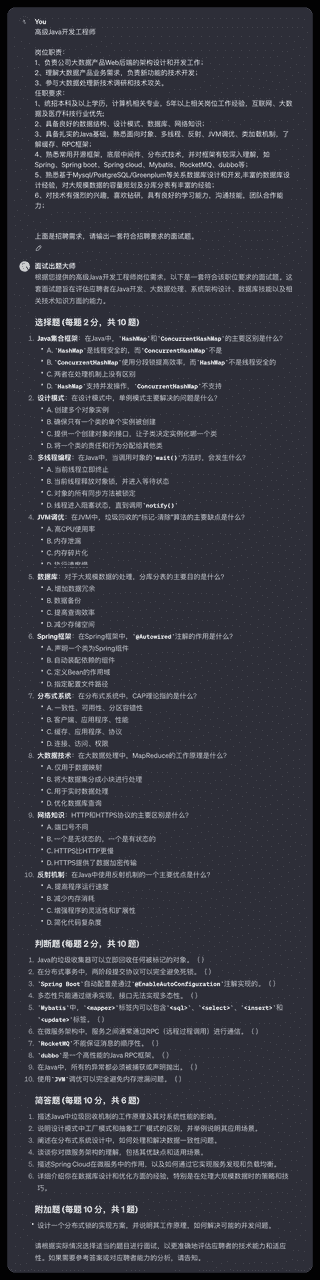 You
高级Java开发工程师
岗位职责：
1、负责公司大数据产品Web后端的架构设计和开发工作；
2、理解大数据产品业务需求，负责新功能的技术开发；
3、参与大数据处理新技术调研和技术攻关。
任职要求：
1、统招本科及以上学历，计算机相关专业，5年以上相关岗位工作经验，互联网，大数
据及医疗科技行业优先；
2、具备良好的数据结构、设计模式、数据库、网络知识；
3、具备扎实的Java基础，熟悉面向对象、多线程、反射、JVM调优、类加载机制，了
解缓存，RPC框架；
4、熟悉常用开源框架，底层中间件、分布式技术，并对框架有较深入理解，如
Spring、Spring boot、Spring cloud、Mybatis、RocketMQ、dubbo等；
5、熟悉基于Mysql/PostgreSQL/Greenplum等关系数据库设计和开发,丰富的数据库设
计经验，对大规模数据的容量规划及分库分表有丰富的经验；
6、对技术有强烈的兴趣，喜欢钻研，具有良好的学习能力，沟通技能，团队合作能
力；
上面是招聘需求，请输出一套符合招聘要求的面试题。
面试出题大师
根据您提供的高级Java开发工程师岗位需求，以下是一套符合该职位要求的面试题。这
套面试题旨在评估应聘者在Java开发、大数据处理、系统架构设计、数据库技能以及相
关技术知识方面的能力。
选择题 (每题 2 分，共 10 题)
1. Java集合框架：在Java中，`HashMap`和`ConcurrentHashMap`的主要区别是什么？
• A. `HashMap`是线程安全的，而`ConcurrentHashMap`不是
• B. `ConcurrentHashMap`使用分段锁提高效率，而`HashMap`不是线程安全的
• C. 两者在处理机制上没有区别
• D. `HashMap`支持并发操作，`ConcurrentHashMap`不支持
2. 设计模式：在设计模式中，单例模式主要解决的问题是什么？
• A. 创建多个对象实例
• B. 确保只有一个类的单个实例被创建
• C. 提供一个创建对象的接口，让子类决定实例化哪一个类
• D. 将一个类的责任和行为分配给其他类
3. 多线程编程：在Java中，当调用对象的`wait()`方法时，会发生什么？
• A. 当前线程立即终止
• B. 当前线程释放对象锁，并进入等待状态
• C. 对象的所有同步方法被锁定
• D. 线程进入阻塞状态，直到调用`notify()`
4. JVM调优：在JVM中，垃圾回收的“标记-清除”算法的主要缺点是什么？
• A. 高CPU使用率
• B. 内存泄漏
• C. 内存碎片化
5. 数据库：对于大规模数据的处理，分库分表的主要目的是什么？
• A. 增加数据冗余
• B. 数据备份
• C. 提高查询效率
• D. 减少存储空间
6. Spring框架：在Spring框架中，`@Autowired`注解的作用是什么？
• A. 声明一个类为Spring组件
• B. 自动装配依赖的组件
• C. 定义Bean的作用域
• D. 指定配置文件路径
7. 分布式系统：在分布式系统中，CAP理论指的是什么？
• A. 一致性、可用性、分区容错性
• B. 客户端、应用程序、性能
• C. 缓存、应用程序、协议
• D. 连接、访问、权限
8. 大数据技术：在大数据处理中，MapReduce的工作原理是什么？
• A. 仅用于数据映射
• B. 将大数据集分成小块进行处理
• C. 用于实时数据处理
• D. 优化数据库查询
9. 网络知识：HTTP和HTTPS协议的主要区别是什么？
• A. 端口号不同
• B. 一个是无状态的，一个是有状态的
• C. HTTPS比HTTP更慢
• D. HTTPS提供了数据加密传输
10. 反射机制：在Java中使用反射机制的一个主要优点是什么？
• A. 提高程序运行速度
• B. 减少内存消耗
• C. 增强程序的灵活性和扩展性
• D. 简化代码复杂度
判断题 (每题 2 分，共 10 题)
1. Java的垃圾收集器可以立即回收任何被标记的对象。（ ）
2. 在分布式事务中，两阶段提交协议可以完全避免死锁。（ ）
3. `Spring Boot`自动配置是通过`@EnableAutoConfiguration`注解实现的。（ ）
4. 多态性只能通过继承实现，接口无法实现多态性。（ ）
5. `Mybatis`中，`<mapper>`标签内可以包含`<sql>`、`<select>`、`<insert>`和
`<update>`标签。（ ）
6. 在微服务架构中，服务之间通常通过RPC（远程过程调用）进行通信。（ ）
7. `RocketMQ`不能保证消息的顺序性。（ ）
8. `dubbo`是一个高性能的Java RPC框架。（ ）
9. 在Java中，所有的异常都必须被捕获或声明抛出。（ ）
10. 使用`JVM`调优可以完全避免内存泄漏问题。（ ）
简答题 (每题 10 分，共 6 题)
1. 描述Java中垃圾回收机制的工作原理及其对系统性能的影响。
2. 说明设计模式中工厂模式和抽象工厂模式的区别，并举例说明其应用场景。
3. 阐述在分布式系统设计中，如何处理和解决数据一致性问题。
4. 谈谈你对微服务架构的理解，包括其优缺点和适用场景。
5. 描述Spring Cloud在微服务中的作用，以及如何通过它实现服务发现和负载均衡。
6. 详细介绍你在数据库设计和优化方面的经验，特别是在处理大规模数据时的策略和技
巧。
附加题 (每题 10 分，共 1 题)
• 设计一个分布式锁的实现方案，并说明其工作原理，如何解决可能的并发问题。
请根据实际情况选择适当的题目进行面试，以更准确地评估应聘者的技术能力和适应
性。如果需要参考答案或对应聘者能力的分析，请告知。